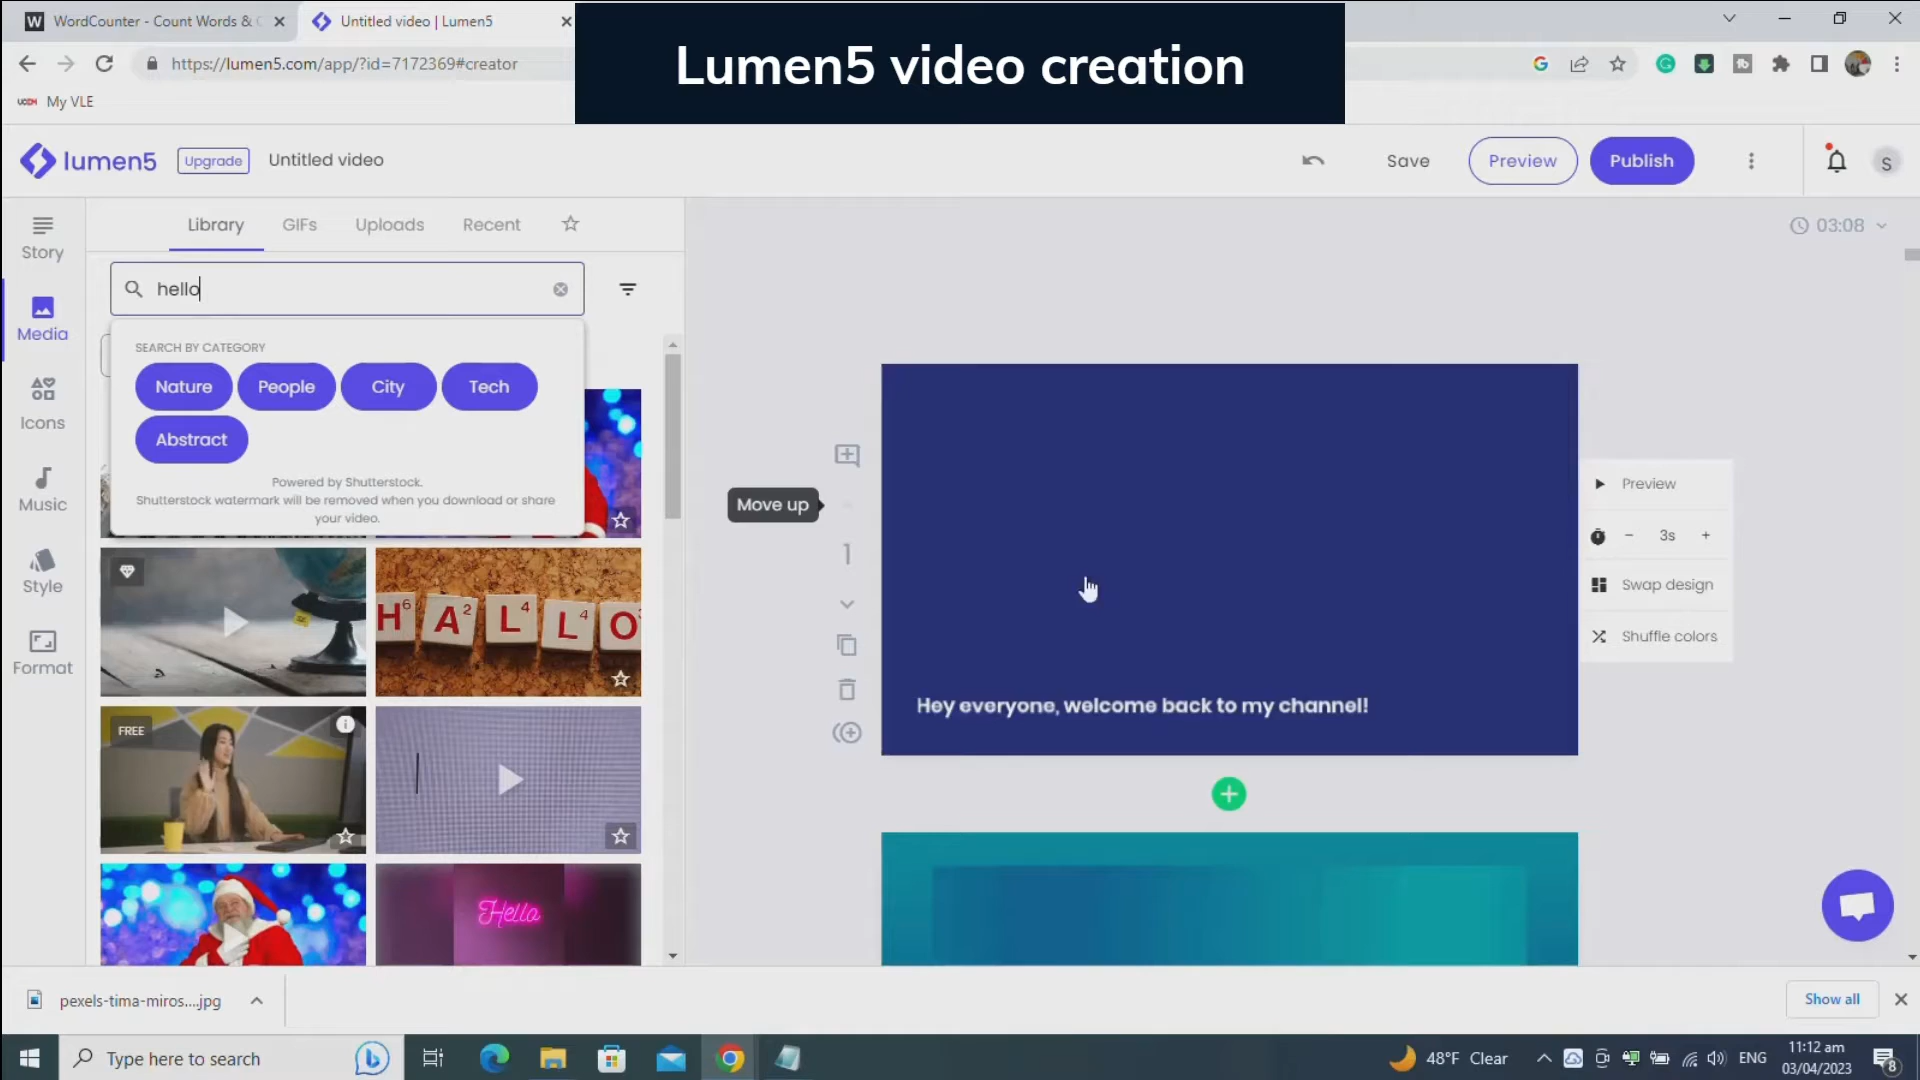 WordCounter - Count Words & C
Untitled video | Lumen5
Lumen5 video creation
https://lumen5.com/app/?id=7172369#creator
My VLE
lumen5
Upgrade
Untitled video
Save
Preview
Publish
S
Story
Media
Icons
Music
Style
Format
Library
GIFs
Uploads
Recent
hello
SEARCH BY CATEGORY
Nature
People
City
Tech
Abstract
Powered by Shutterstock.
Shutterstock watermark will be removed when you download or share
your video.
H6 A2 L4 L4 O
FREE
Hello
03:08
Move up
1
Hey everyone, welcome back to my channel!
Preview
3s
Swap design
Shuffle colors
pexels-tima-miros....jpg
Show all
Type here to search
48°F Clear
ENG
11:12 am
03/04/2023
8